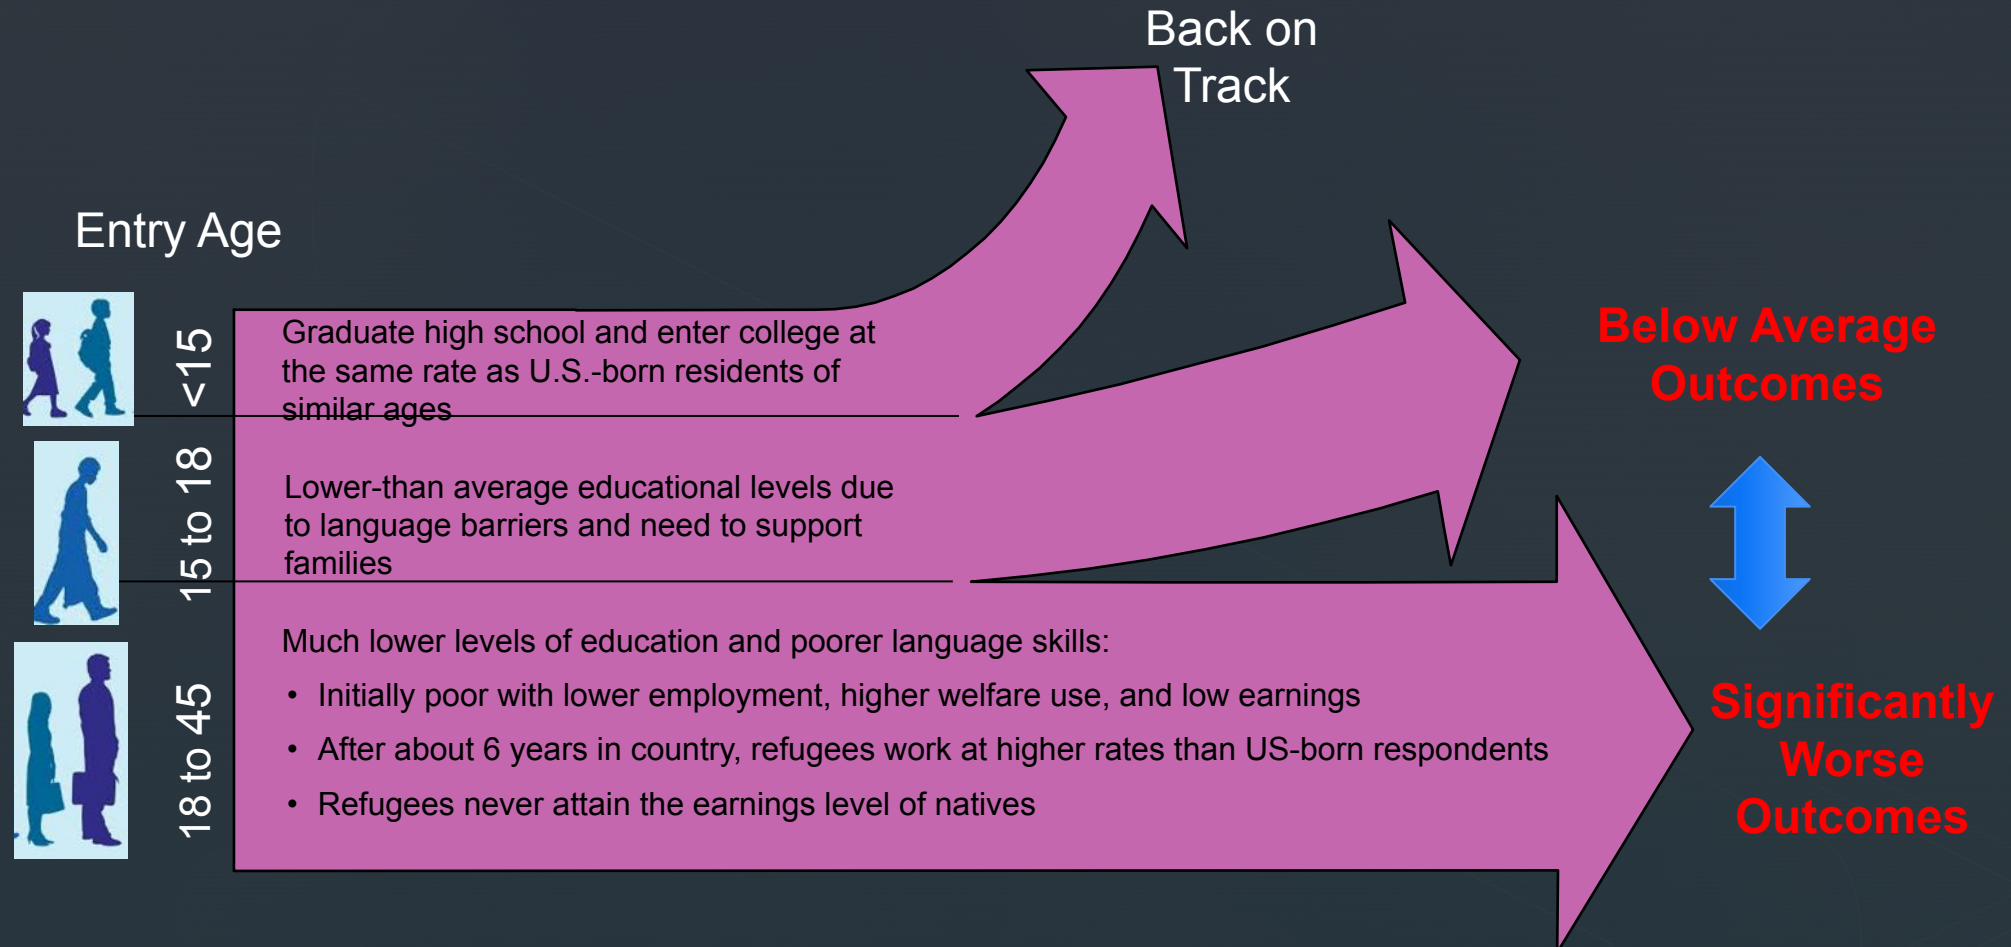 Back on
Track
Entry Age
<15
Graduate high school and enter college at
the same rate as U.S.-born residents of
similar ages
Below Average
Outcomes
15 to 18
Lower-than average educational levels due
to language barriers and need to support
families
18 to 45
Much lower levels of education and poorer language skills:
• Initially poor with lower employment, higher welfare use, and low earnings
• After about 6 years in country, refugees work at higher rates than US-born respondents
• Refugees never attain the earnings level of natives
Significantly
Worse
Outcomes